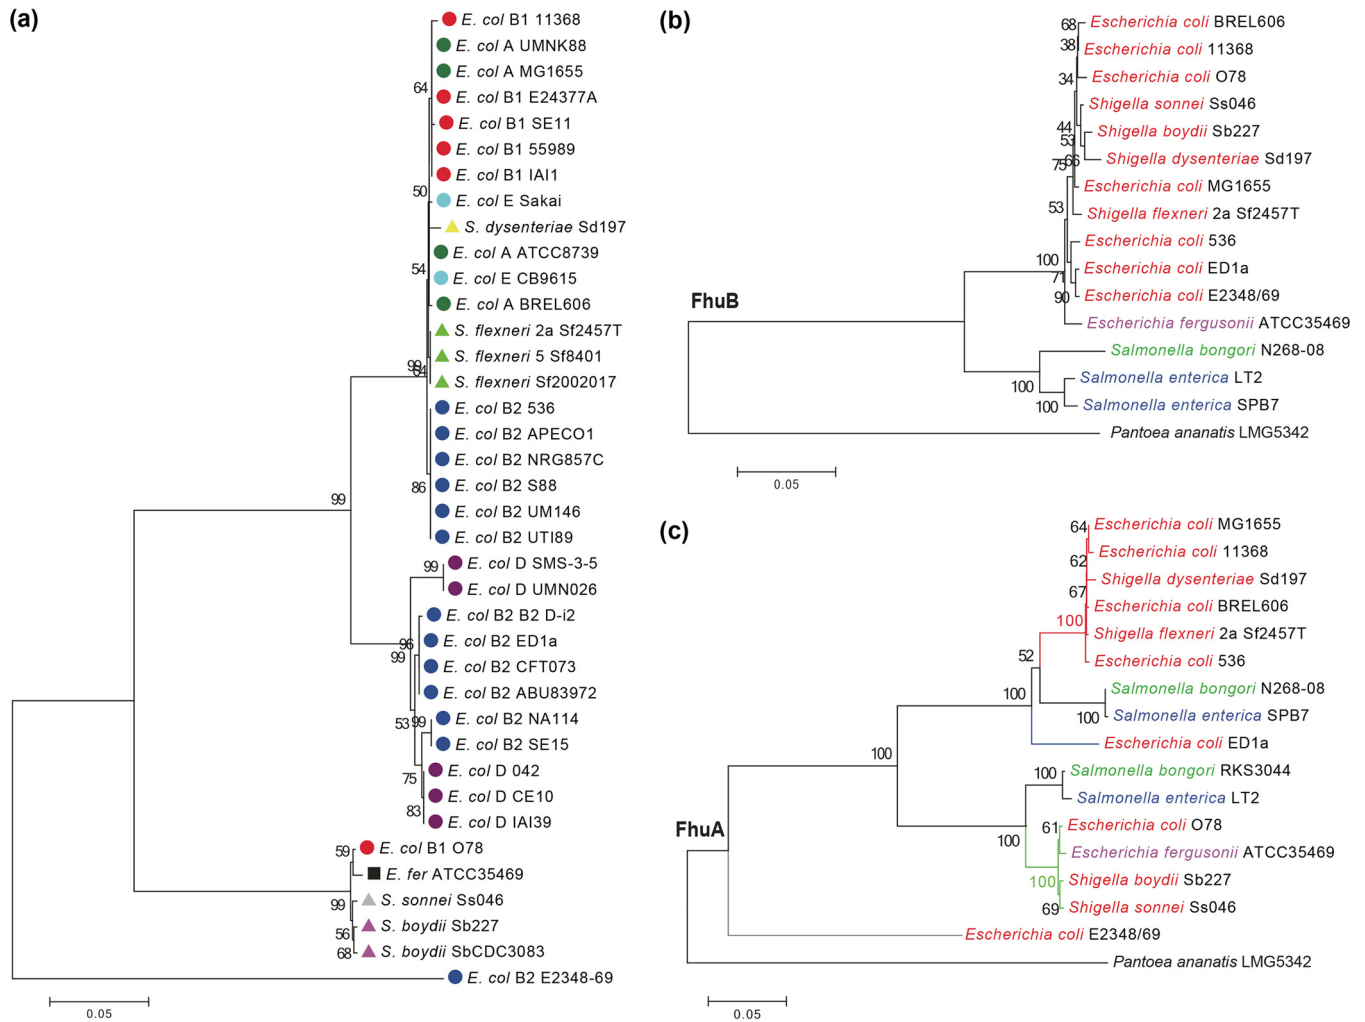 (a)
E. col B1 11368
E. col A UMNK88
E. col A MG1655
64
E. col B1 E24377A
E. col B1 SE11
E. col B1 55989
E. col B1 IAI1
50
E. col E Sakai
S. dysenteriae Sd197
E. col A ATCC8739
54
E. col E CB9615
E. col A BREL606
S. flexneri 2a Sf2457T
S. flexneri 5 Sf8401
99
64
S. flexneri Sf2002017
E. col B2 536
E. col B2 APECO1
E. col B2 NRG857C
86
E. col B2 S88
99
E. col B2 UM146
E. col B2 UTI89
99
E. col D SMS-3-5
E. col D UMN026
E. col B2 B2 D-i2
96
E. col B2 ED1a
99
E. col B2 CFT073
E. col B2 ABU83972
53
99
E. col B2 NA114
E. col B2 SE15
75
E. col D 042
E. col D CE10
83
E. col D IAI39
59
E. col B1 O78
E. fer ATCC35469
99
S. sonnei Ss046
56
S. boydii Sb227
68
S. boydii SbCDC3083
E. col B2 E2348-69
0.05
(b)
68
Escherichia coli BREL606
38
Escherichia coli 11368
34
Escherichia coli O78
Shigella sonnei Ss046
44
Shigella boydii Sb227
53
75
66
Shigella dysenteriae Sd197
Escherichia coli MG1655
53
Shigella flexneri 2a Sf2457T
Escherichia coli 536
100
Escherichia coli ED1a
71
90
Escherichia coli E2348/69
FhuB
Escherichia fergusonii ATCC35469
Salmonella bongori N268-08
100
Salmonella enterica LT2
100
Salmonella enterica SPB7
Pantoea ananatis LMG5342
0.05
(c)
64
Escherichia coli MG1655
62
Escherichia coli 11368
67
Shigella dysenteriae Sd197
Escherichia coli BREL606
100
Shigella flexneri 2a Sf2457T
52
Escherichia coli 536
100
Salmonella bongori N268-08
100
Salmonella enterica SPB7
100
Escherichia coli ED1a
100
Salmonella bongori RKS3044
Salmonella enterica LT2
FhuA
100
61
Escherichia coli O78
Escherichia fergusonii ATCC35469
100
Shigella boydii Sb227
69
Shigella sonnei Ss046
Escherichia coli E2348/69
Pantoea ananatis LMG5342
0.05